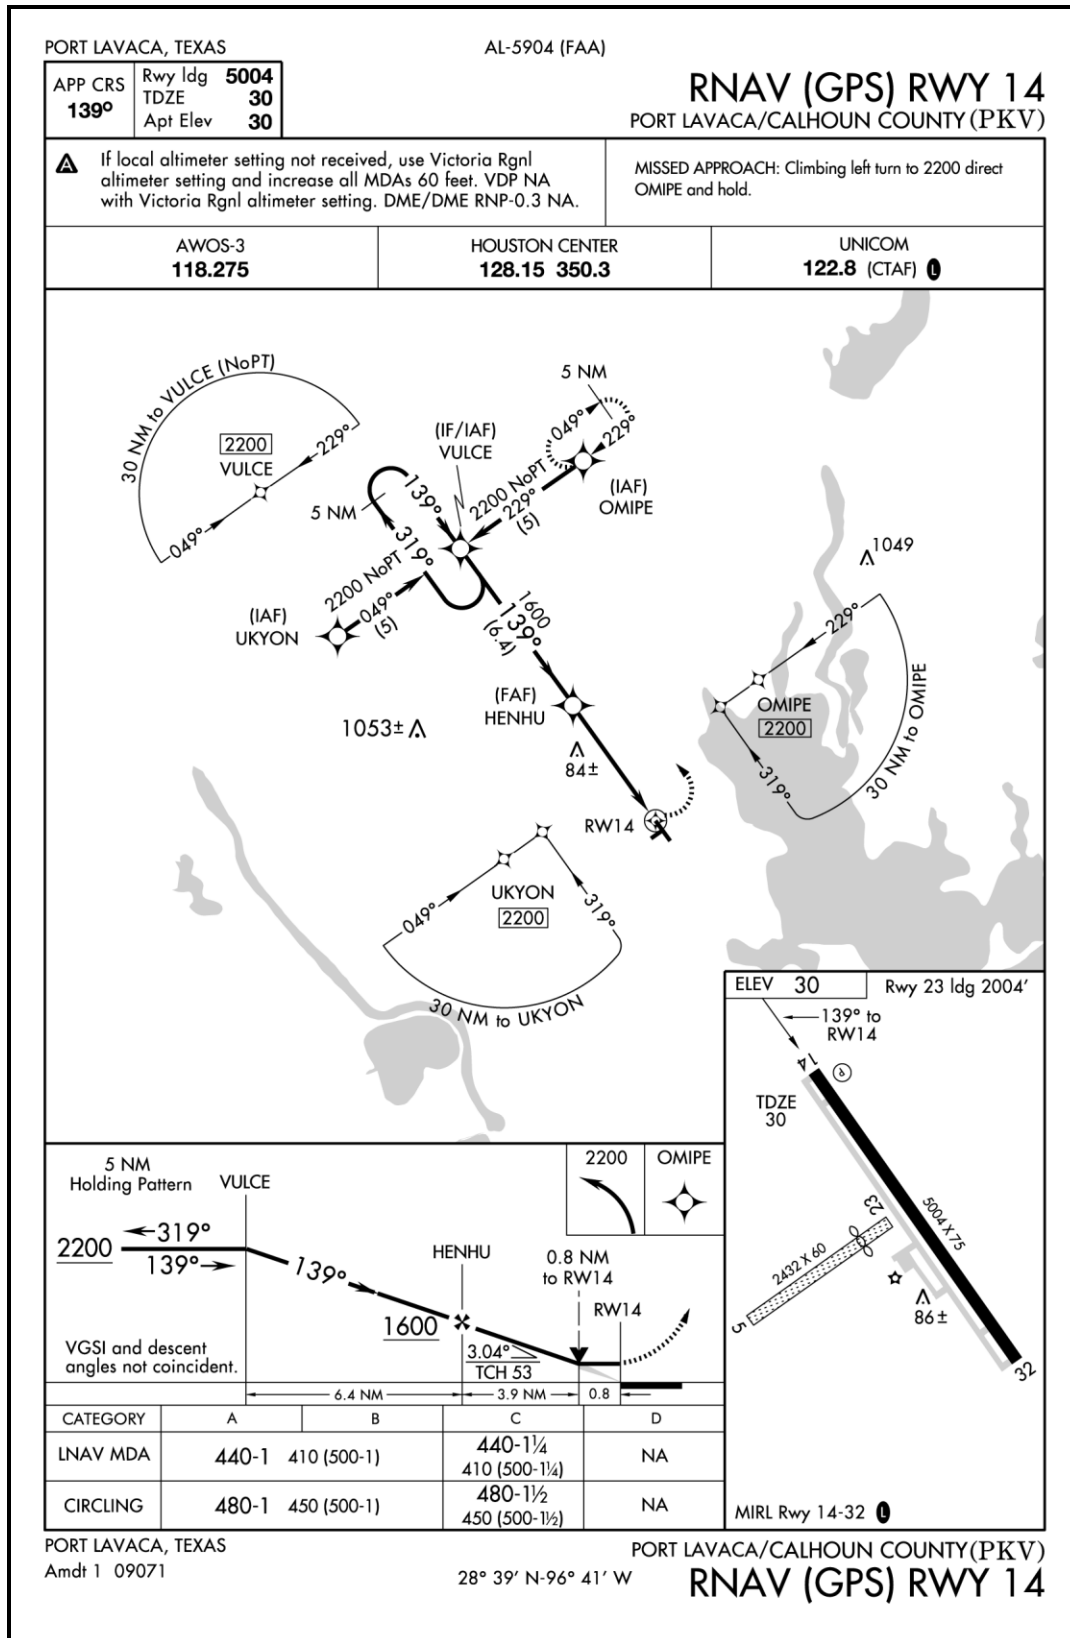 PORT LAVACA, TEXAS
AL-5904 (FAA)
APP CRS
139°
Rwy ldg 5004
TDZE 30
Apt Elev 30
RNAV (GPS) RWY 14
PORT LAVACA/CALHOUN COUNTY (PKV)
A
If local altimeter setting not received, use Victoria Rgnl
altimeter setting and increase all MDAs 60 feet. VDP NA
with Victoria Rgnl altimeter setting. DME/DME RNP-0.3 NA.
MISSED APPROACH: Climbing left turn to 2200 direct
OMIPE and hold.
AWOS-3
118.275
HOUSTON CENTER
128.15 350.3
UNICOM
122.8 (CTAF) L
30 NM to VULCE (NoPT)
2200
VULCE
229°
049°
5 NM
049°
229°
(IF/IAF)
VULCE
2200 NoPT
229°
(5)
(IAF)
OMIPE
5 NM
139°
319°
2200 NoPT
049°
(5)
(IAF)
UKYON
1600
139°
(6.4)
1049
229°
(FAF)
HENHU
1053±
84±
OMIPE
2200
319°
30 NM to OMIPE
RW14
UKYON
2200
049°
319°
30 NM to UKYON
ELEV 30
Rwy 23 ldg 2004'
139° to
RW14
14
P
TDZE
30
23
5004 X 75
2432 X 60
5
86±
32
MIRL Rwy 14-32 L
5 NM
Holding Pattern
VULCE
2200
OMIPE
2200
319°
139°
139°
HENHU
0.8 NM
to RW14
RW14
1600
3.04°
TCH 53
VGSI and descent
angles not coincident.
6.4 NM
3.9 NM
0.8
CATEGORY A B C D
LNAV MDA 440-1 410 (500-1) 440-1¼ 410 (500-1¼) NA
CIRCLING 480-1 450 (500-1) 480-1½ 450 (500-1½) NA
PORT LAVACA, TEXAS
Amdt 1 09071
28° 39' N-96° 41' W
PORT LAVACA/CALHOUN COUNTY (PKV)
RNAV (GPS) RWY 14